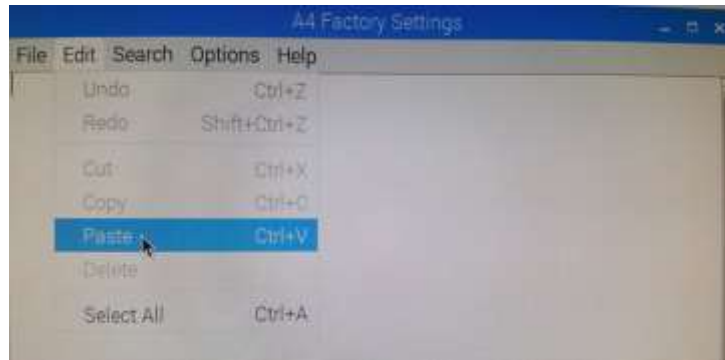 A4 Factory Settings
File Edit Search Options Help
Undo Ctrl+Z
Redo Shift+Ctrl+Z
Cut Ctrl+X
Copy Ctrl+C
Paste Ctrl+V
Delete
Select All Ctrl+A